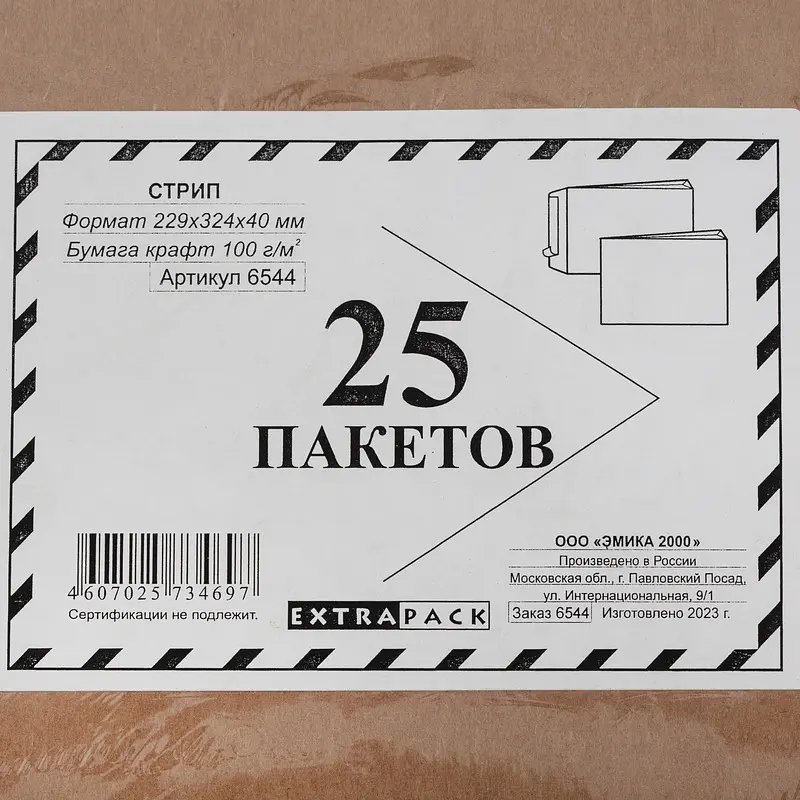 СТРИП
Формат 229х324х40 мм
Бумага крафт 100 г/м²
Артикул 6544
25
ПАКЕТОВ
4 607025 734697
Сертификации не подлежит.
EXTRAPACK
ООО «ЭМИКА 2000»
Произведено в России
Московская обл., г. Павловский Посад,
ул. Интернациональная, 9/1
Заказ 6544 Изготовлено 2023 г.